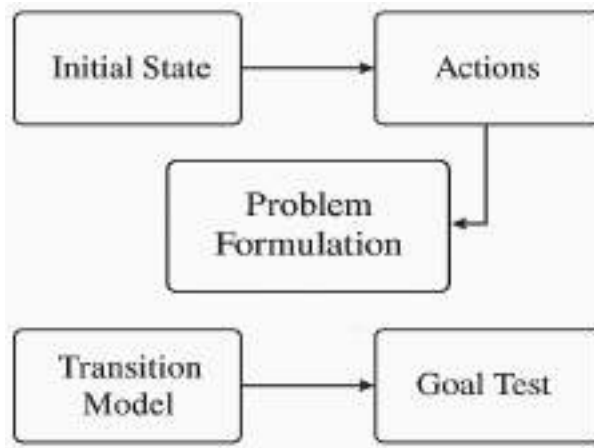 Initial State
Actions
Problem
Formulation
Transition
Model
Goal Test